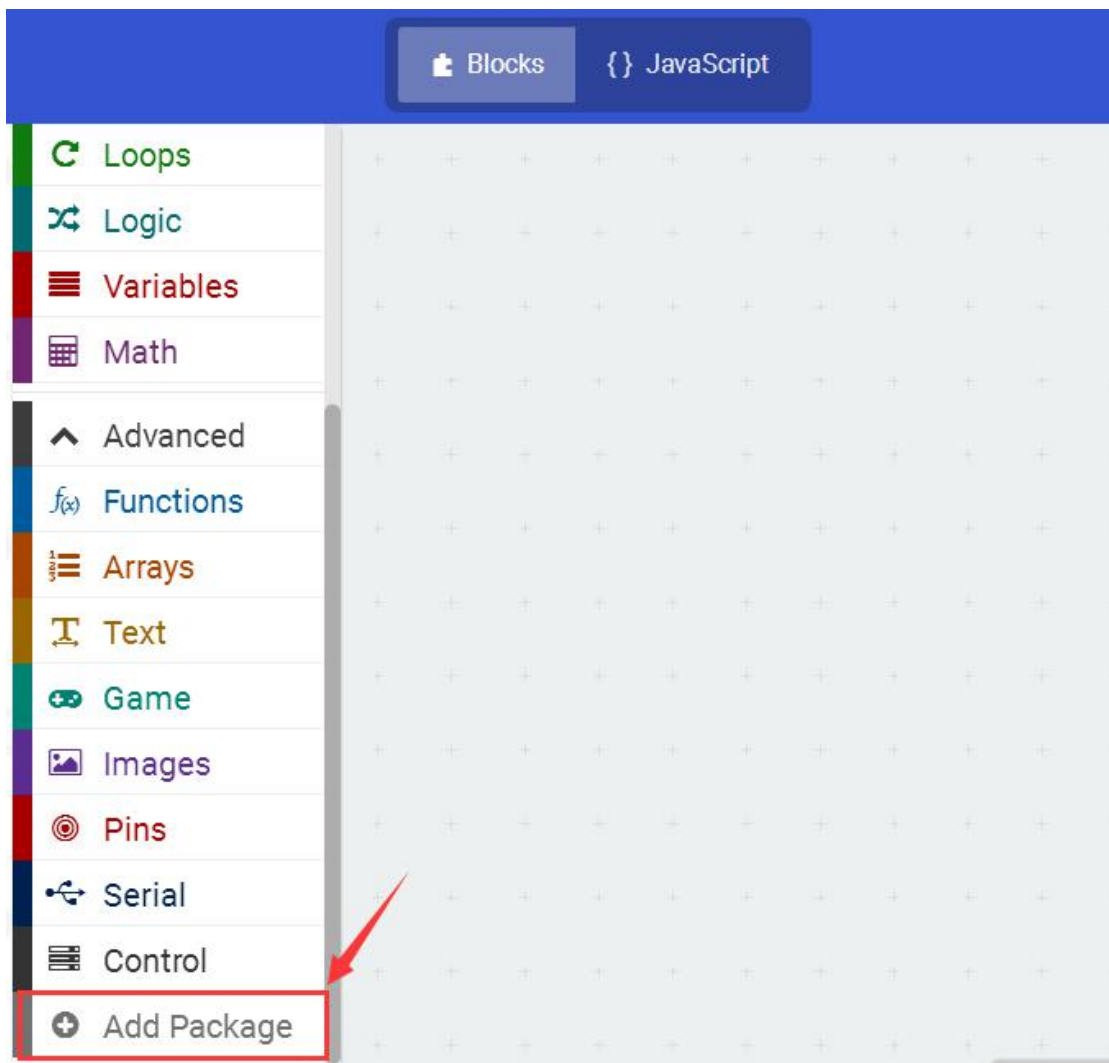 Blocks
{ } JavaScript
Loops
Logic
Variables
Math
Advanced
f(x) Functions
Arrays
Text
Game
Images
Pins
Serial
Control
Add Package